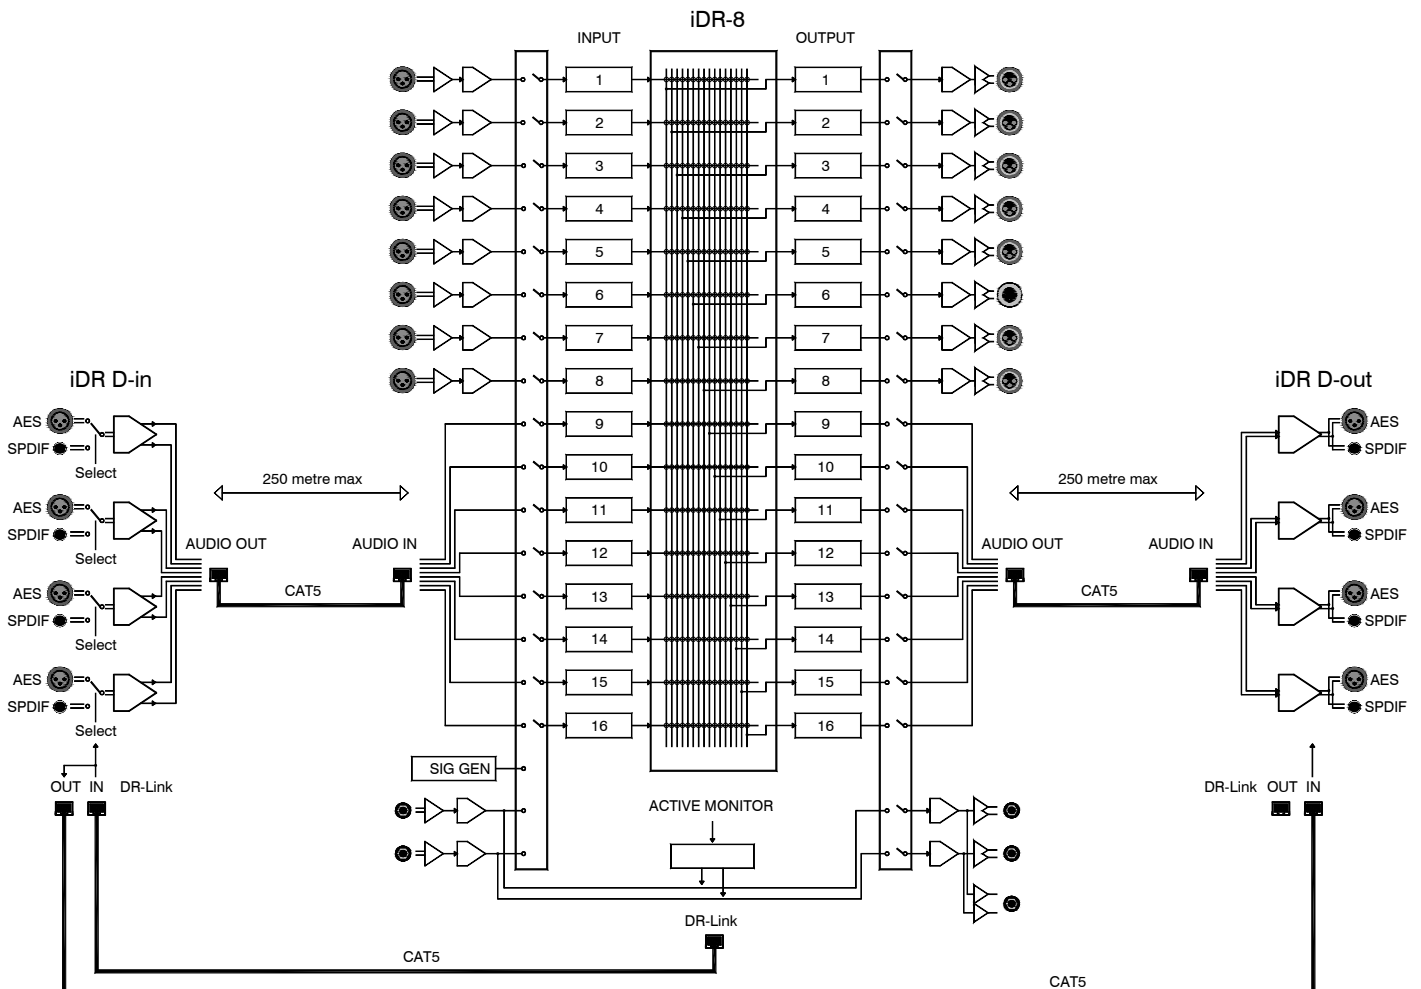 iDR-8
INPUT OUTPUT
1 1
2 2
3 3
4 4
5 5
6 6
7 7
8 8
9 9
10 10
11 11
12 12
13 13
14 14
15 15
16 16
iDR D-in
AES
SPDIF
Select
AES
SPDIF
Select
AES
SPDIF
Select
AES
SPDIF
Select
OUT IN DR-Link
250 metre max
AUDIO OUT AUDIO IN
CAT5
SIG GEN
ACTIVE MONITOR
DR-Link
CAT5
250 metre max
AUDIO OUT AUDIO IN
CAT5
iDR D-out
AES
SPDIF
AES
SPDIF
AES
SPDIF
AES
SPDIF
DR-Link OUT IN
CAT5